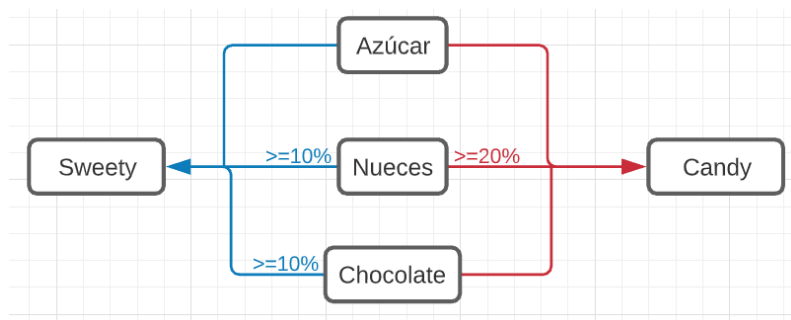 Azúcar
Sweety
>=10%
Nueces
>=20%
Candy
>=10%
Chocolate